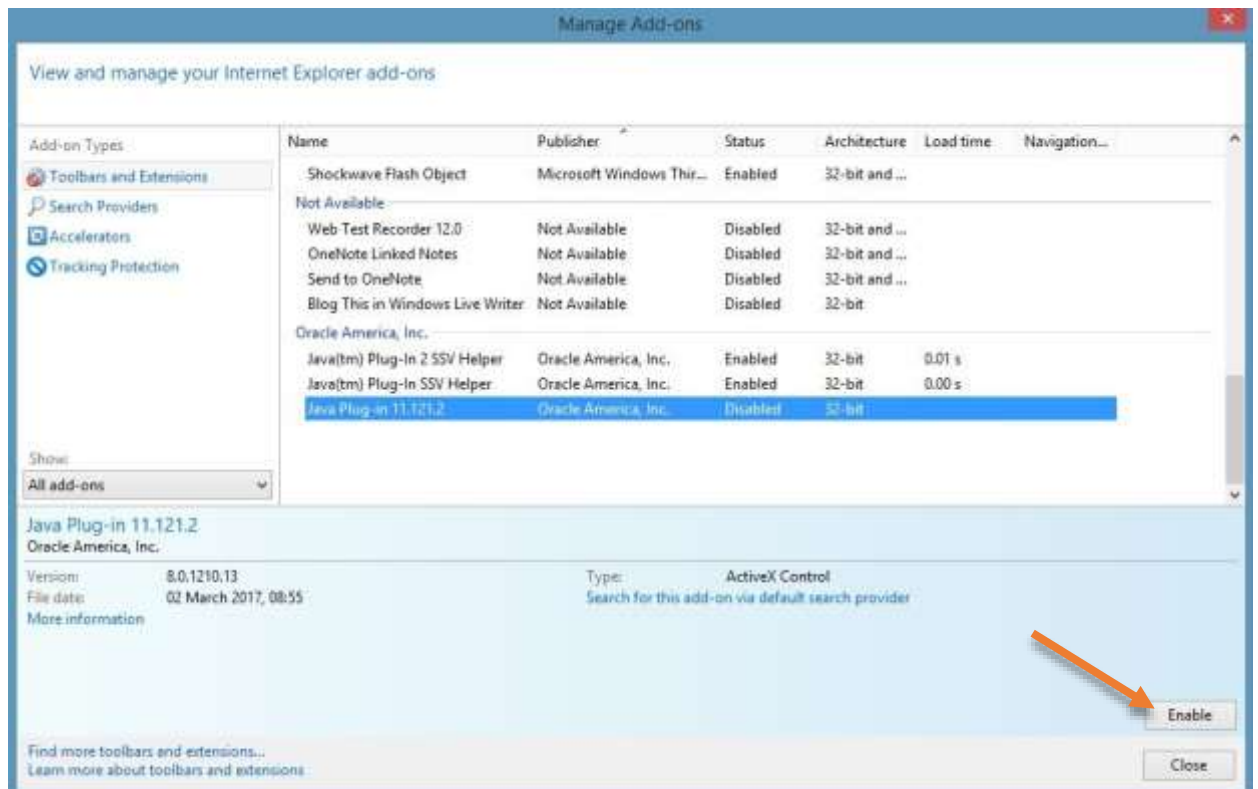 Manage Add-ons
View and manage your Internet Explorer add-ons
Add-on Types
Toolbars and Extensions
Search Providers
Accelerators
Tracking Protection
Show:
All add-ons
Name Publisher Status Architecture Load time Navigation...
Shockwave Flash Object Microsoft Windows Thir... Enabled 32-bit and ...
Not Available
Web Test Recorder 12.0 Not Available Disabled 32-bit and ...
OneNote Linked Notes Not Available Disabled 32-bit and ...
Send to OneNote Not Available Disabled 32-bit and ...
Blog This in Windows Live Writer Not Available Disabled 32-bit
Oracle America, Inc.
Java(tm) Plug-In 2 SSV Helper Oracle America, Inc. Enabled 32-bit 0.01 s
Java(tm) Plug-In SSV Helper Oracle America, Inc. Enabled 32-bit 0.00 s
Java Plug-in 11.121.2 Oracle America, Inc. Disabled 32-bit
Java Plug-in 11.121.2
Oracle America, Inc.
Version: 8.0.1210.13
File date: 02 March 2017, 08:55
More information
Type: ActiveX Control
Search for this add-on via default search provider
Enable
Find more toolbars and extensions...
Learn more about toolbars and extensions
Close